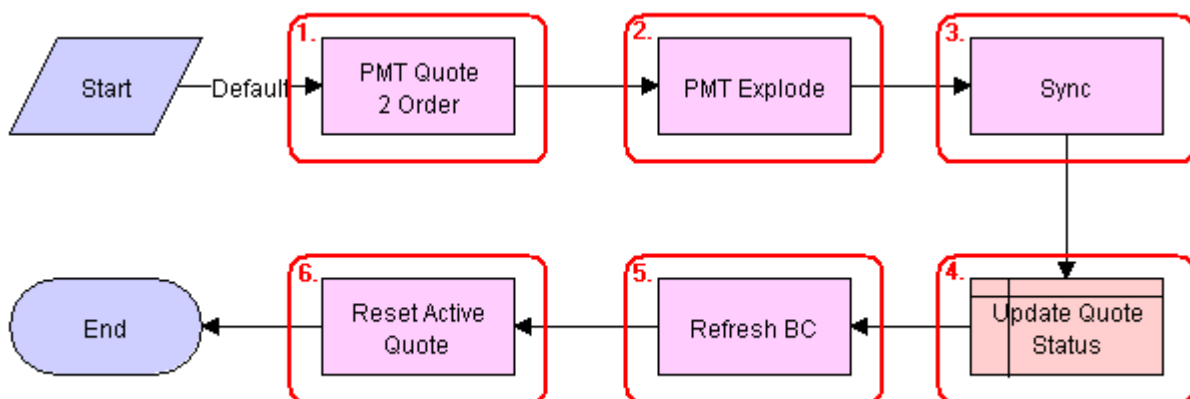 Start
Default
1.
PMT Quote
2 Order
2.
PMT Explode
3.
Sync
4.
Update Quote
Status
5.
Refresh BC
6.
Reset Active
Quote
End